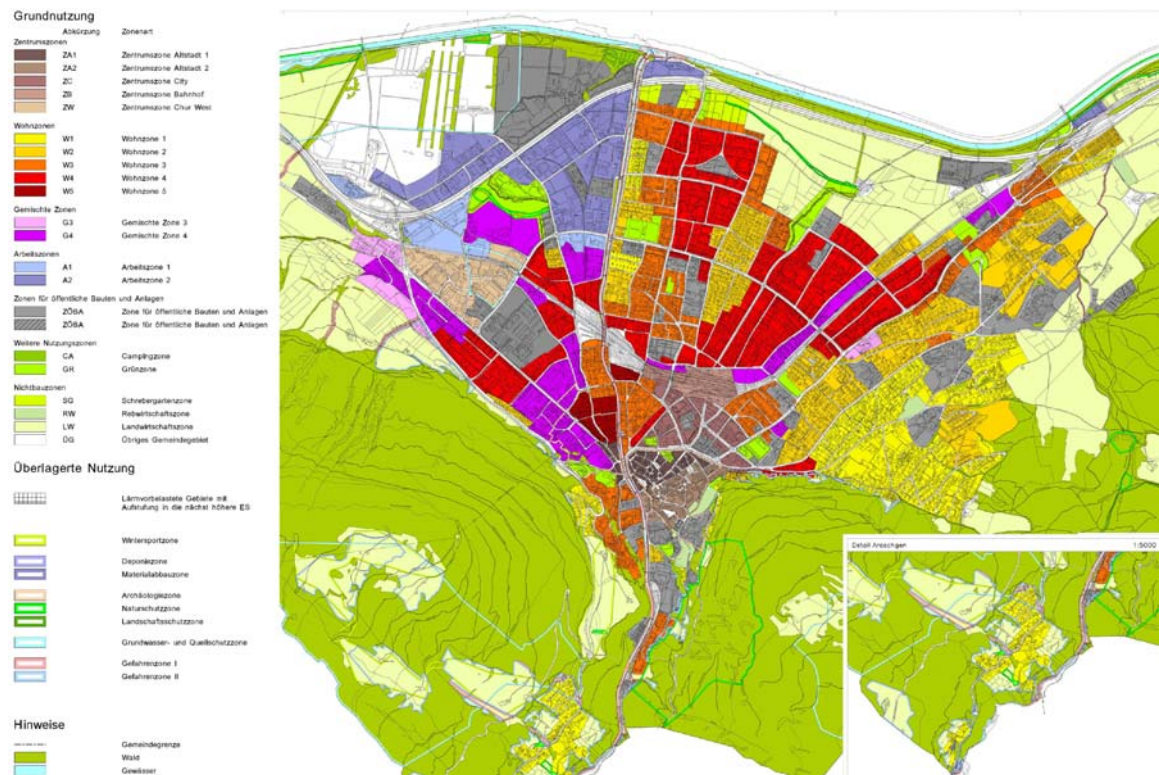 Grundnutzung
Abkürzung Zonenart
Zentrumszonen
ZA1 Zentrumszone Altstadt 1
ZA2 Zentrumszone Altstadt 2
ZC Zentrumszone City
ZB Zentrumszone Bahnhof
ZW Zentrumszone Chur West
Wohnzonen
W1 Wohnzone 1
W2 Wohnzone 2
W3 Wohnzone 3
W4 Wohnzone 4
W5 Wohnzone 5
Gemischte Zonen
G3 Gemischte Zone 3
G4 Gemischte Zone 4
Arbeitszonen
A1 Arbeitszone 1
A2 Arbeitszone 2
Zonen für öffentliche Bauten und Anlagen
ZÖBA Zone für öffentliche Bauten und Anlagen
ZÖBA Zone für öffentliche Bauten und Anlagen
Weitere Nutzungszonen
CA Campingzone
GR Grünzone
Nichtbauzonen
SG Schrebergartenzone
RW Rebwirtschaftszone
LW Landwirtschaftszone
ÜG Übriges Gemeindegebiet
Überlagerte Nutzung
Lärmvorbelastete Gebiete mit
Aufstufung in die nächst höhere ES
Wintersportzone
Deponiezone
Materialabbauzone
Archäologiezone
Naturschutzzone
Landschaftsschutzzone
Grundwasser- und Quellschutzzone
Gefahrenzone I
Gefahrenzone II
Hinweise
Gemeindegrenze
Wald
Gewässer
Detail Araschgen 1:5000